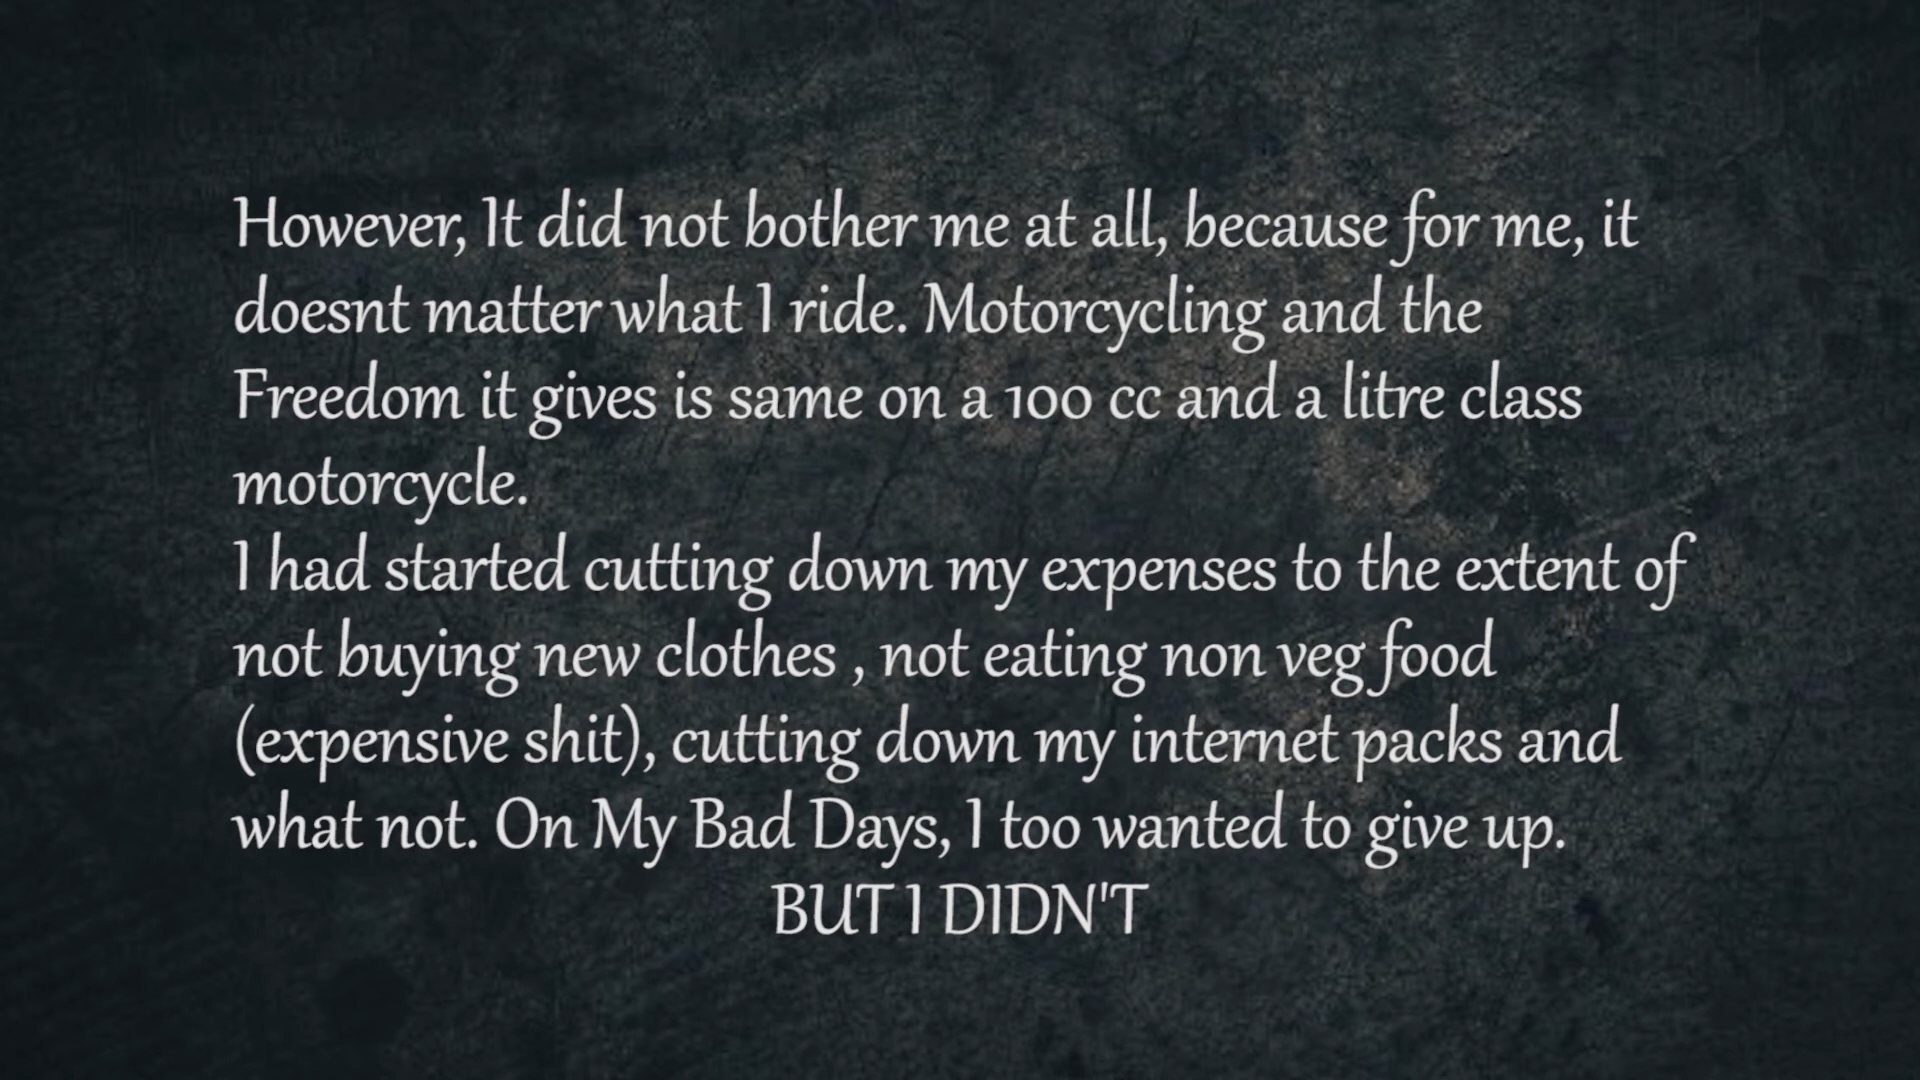 However, It did not bother me at all, because for me, it
doesnt matter what I ride. Motorcycling and the
Freedom it gives is same on a 100 cc and a litre class
motorcycle.
I had started cutting down my expenses to the extent of
not buying new clothes , not eating non veg food
(expensive shit), cutting down my internet packs and
what not. On My Bad Days, I too wanted to give up.
BUT I DIDN'T